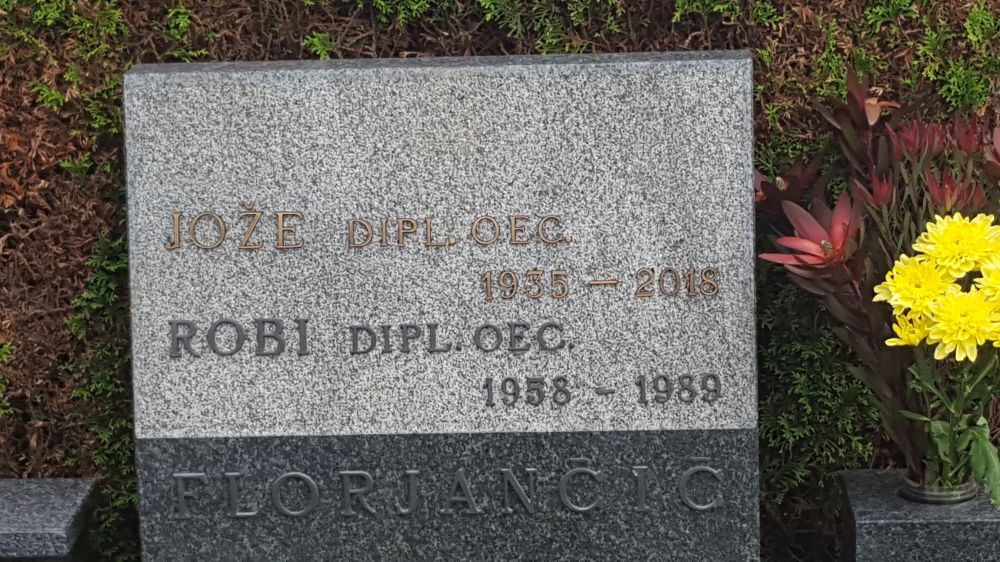 JOŽE DIPL. OEC.
1935 – 2018
ROBI DIPL. OEC.
1958 - 1989
FLORJANČIČ